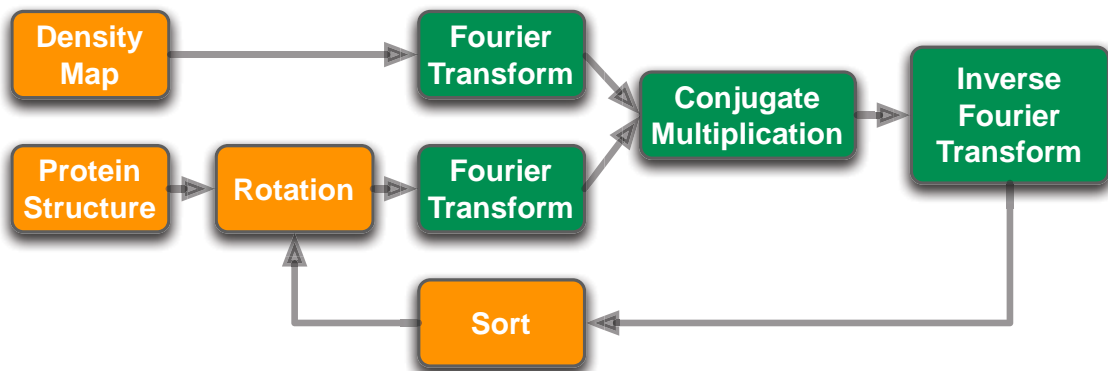 Density
Map
Fourier
Transform
Conjugate
Multiplication
Inverse
Fourier
Transform
Protein
Structure
Rotation
Fourier
Transform
Sort